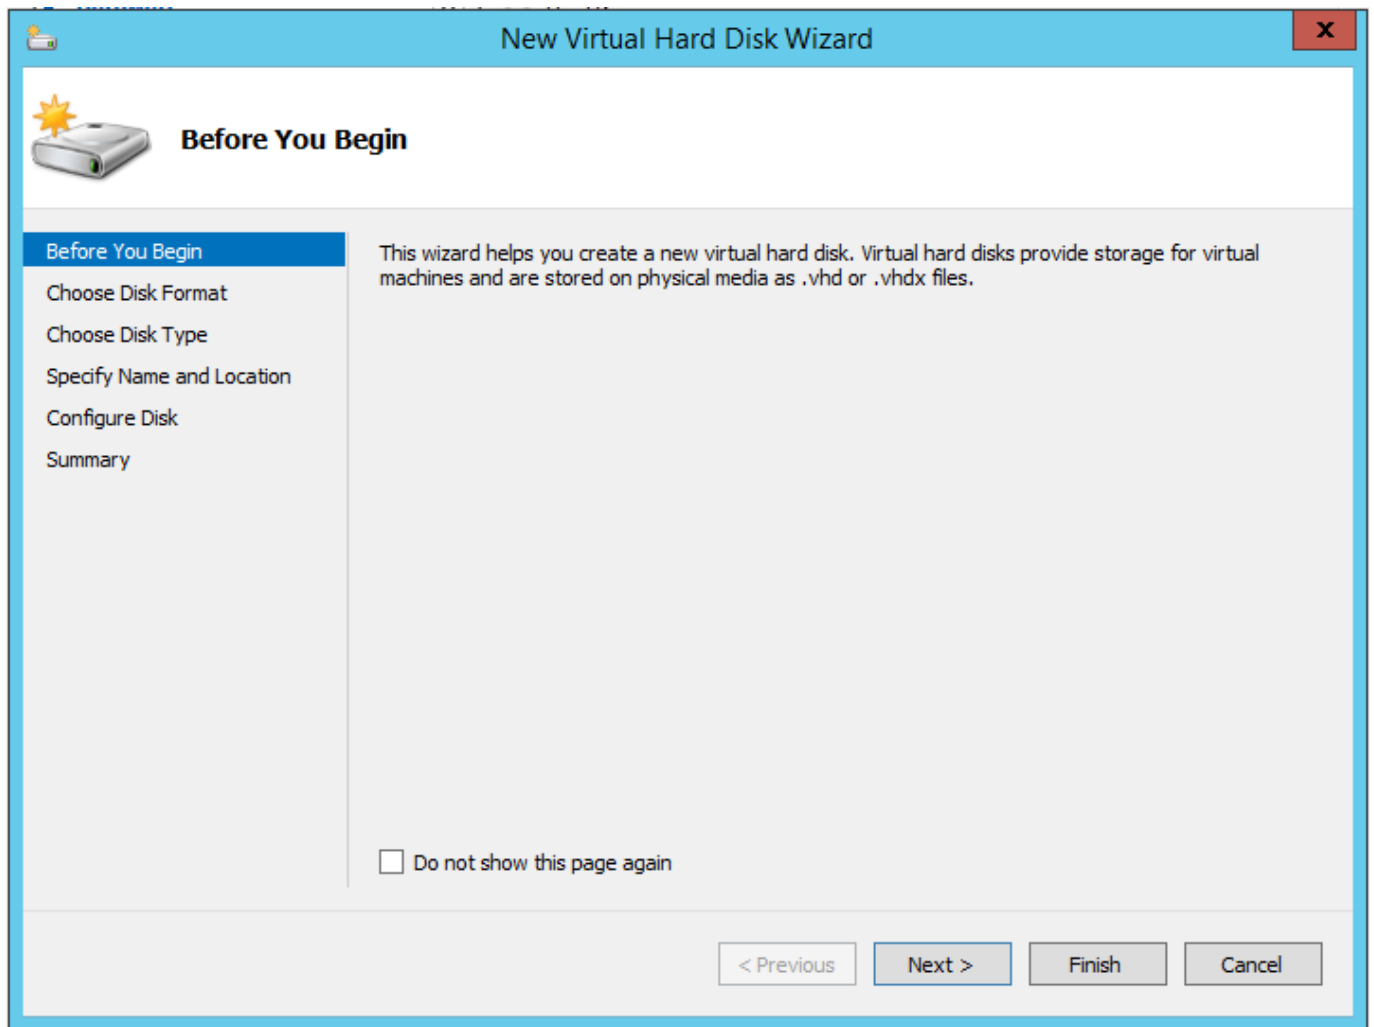 New Virtual Hard Disk Wizard
x
Before You Begin
Before You Begin
Choose Disk Format
Choose Disk Type
Specify Name and Location
Configure Disk
Summary
This wizard helps you create a new virtual hard disk. Virtual hard disks provide storage for virtual
machines and are stored on physical media as .vhd or .vhdx files.
Do not show this page again
< Previous
Next >
Finish
Cancel